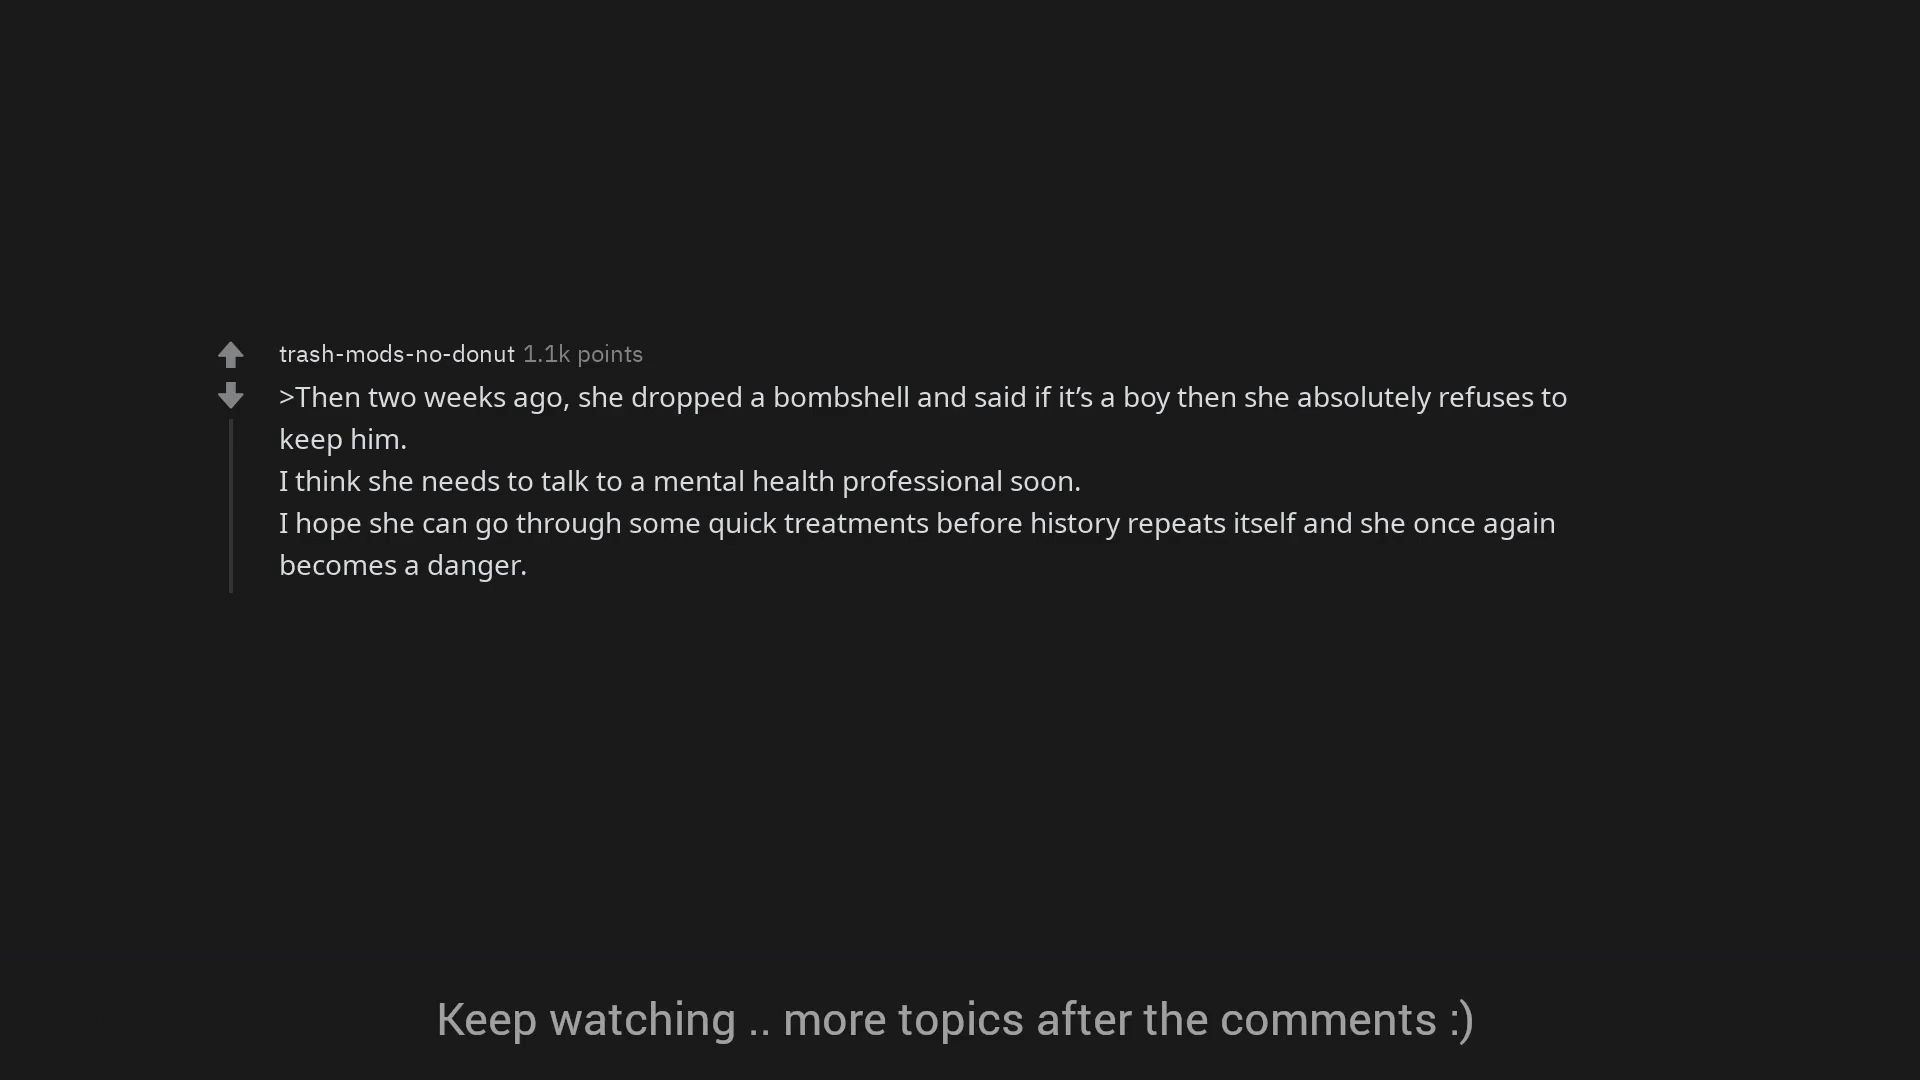 trash-mods-no-donut 1.1k points
>Then two weeks ago, she dropped a bombshell and said if it’s a boy then she absolutely refuses to
keep him.
I think she needs to talk to a mental health professional soon.
I hope she can go through some quick treatments before history repeats itself and she once again
becomes a danger.
Keep watching .. more topics after the comments :)